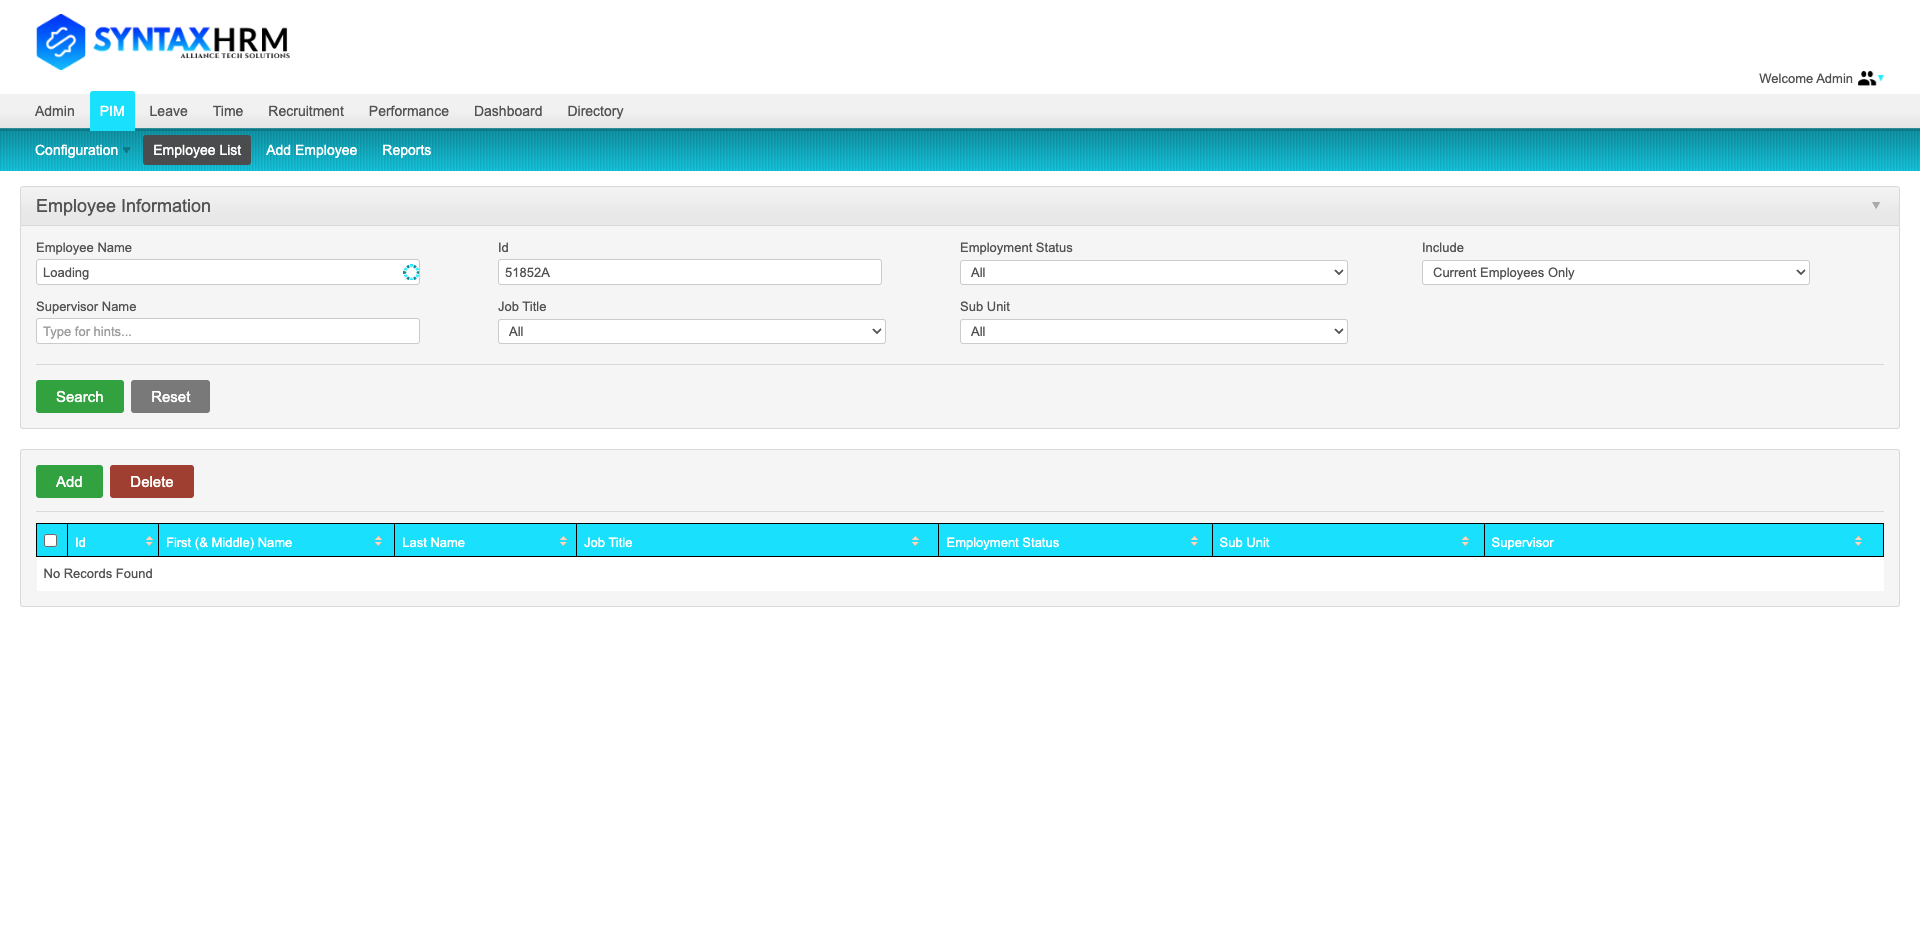 SYNTAXHRM
ALLIANCE TECH SOLUTIONS
Welcome Admin
Admin PIM Leave Time Recruitment Performance Dashboard Directory
Configuration Employee List Add Employee Reports
Employee Information
Employee Name Id Employment Status Include
Loading 51852A All Current Employees Only
Supervisor Name Job Title Sub Unit
Type for hints... All All
Search Reset
Add Delete
Id First (& Middle) Name Last Name Job Title Employment Status Sub Unit Supervisor
No Records Found